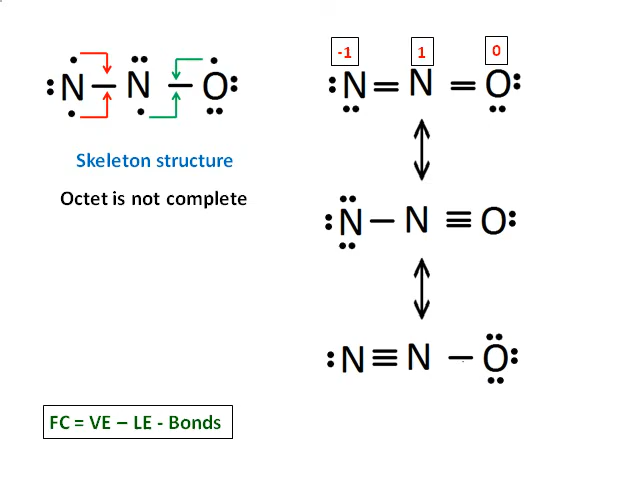 :N – N – O:
Skeleton structure
Octet is not complete
-1 1 0
:N = N = O:
:N – N ≡ O:
:N ≡ N – O:
FC = VE – LE - Bonds